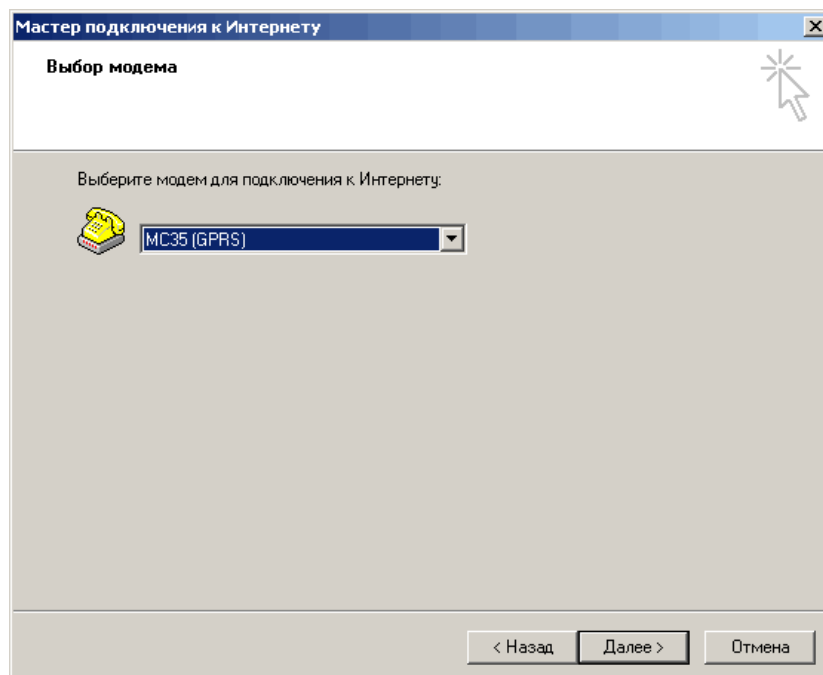 Мастер подключения к Интернету
Выбор модема
Выберите модем для подключения к Интернету:
MC35 (GPRS)
< Назад
Далее >
Отмена